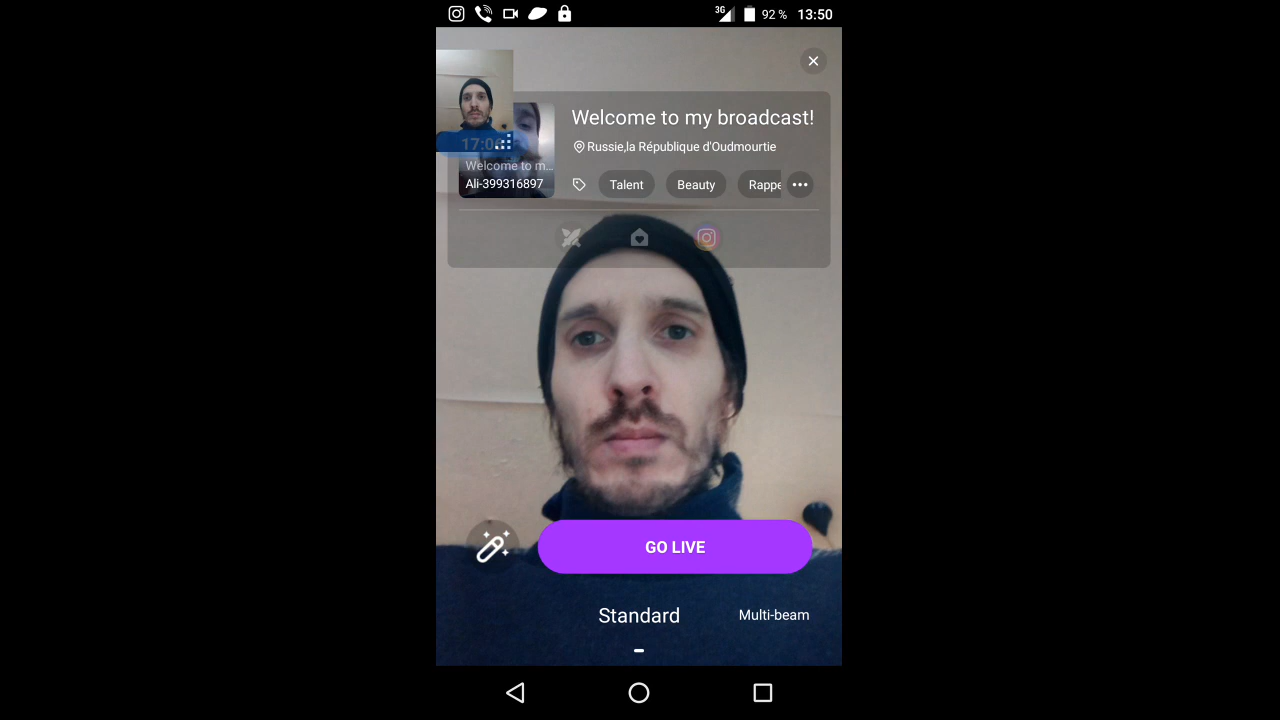 3G 92 % 13:50
Welcome to my broadcast!
Russie,la République d'Oudmourtie
Welcome to m...
Ali-399316897
Talent Beauty Rappe
GO LIVE
Standard Multi-beam